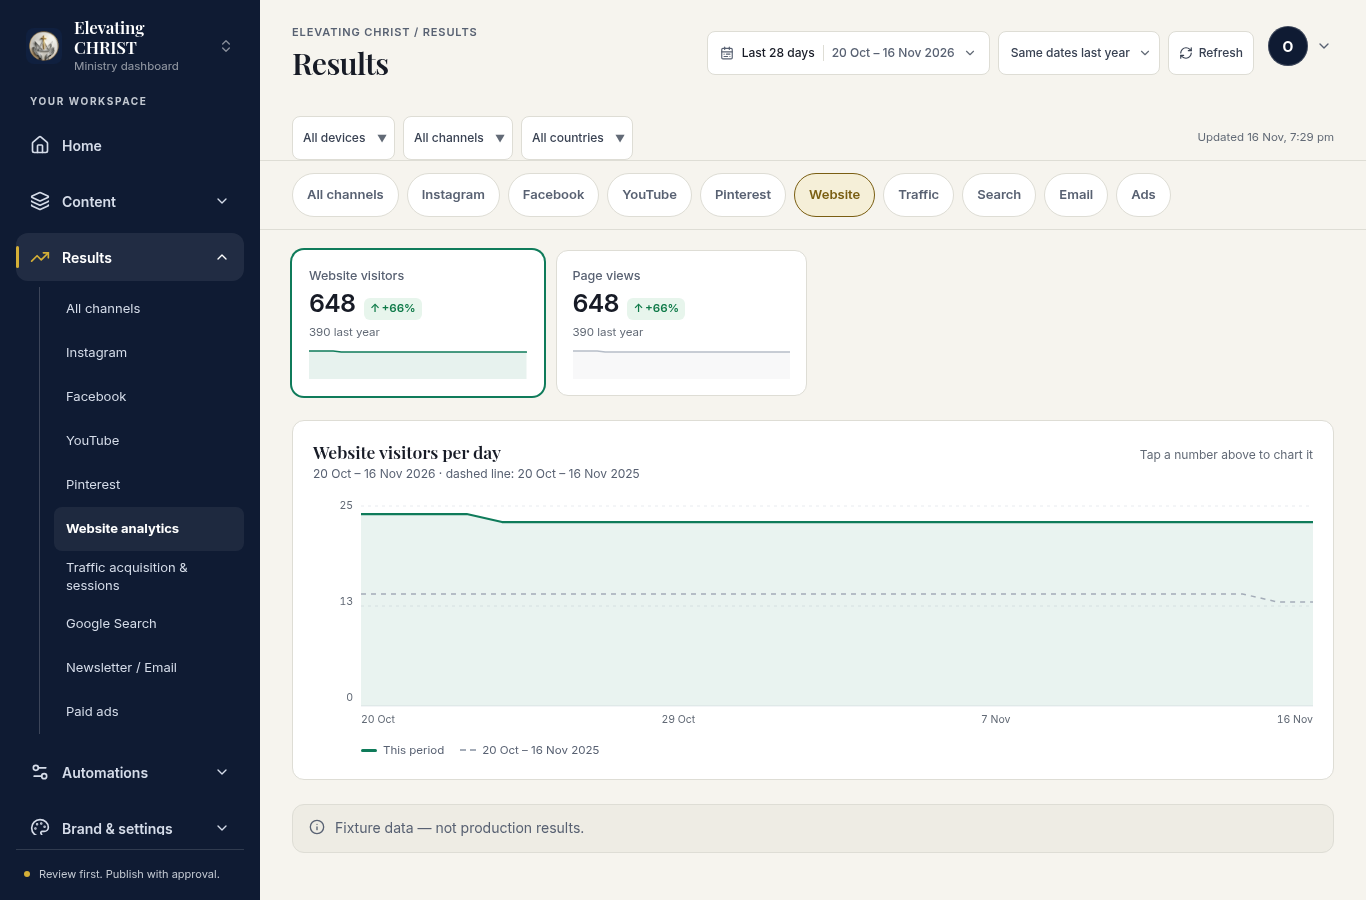 Elevating
CHRIST
Ministry dashboard
YOUR WORKSPACE
Home
Content
Results
All channels
Instagram
Facebook
YouTube
Pinterest
Website analytics
Traffic acquisition &
sessions
Google Search
Newsletter / Email
Paid ads
Automations
Brand & settings
Review first. Publish with approval.
ELEVATING CHRIST / RESULTS
Results
Last 28 days 20 Oct – 16 Nov 2026
Same dates last year
Refresh
O
All devices ▼
All channels ▼
All countries ▼
Updated 16 Nov, 7:29 pm
All channels
Instagram
Facebook
YouTube
Pinterest
Website
Traffic
Search
Email
Ads
Website visitors
648 ↑ +66%
390 last year
Page views
648 ↑ +66%
390 last year
Website visitors per day
20 Oct – 16 Nov 2026 · dashed line: 20 Oct – 16 Nov 2025
Tap a number above to chart it
25
13
0
20 Oct 29 Oct 7 Nov 16 Nov
This period 20 Oct – 16 Nov 2025
Fixture data — not production results.